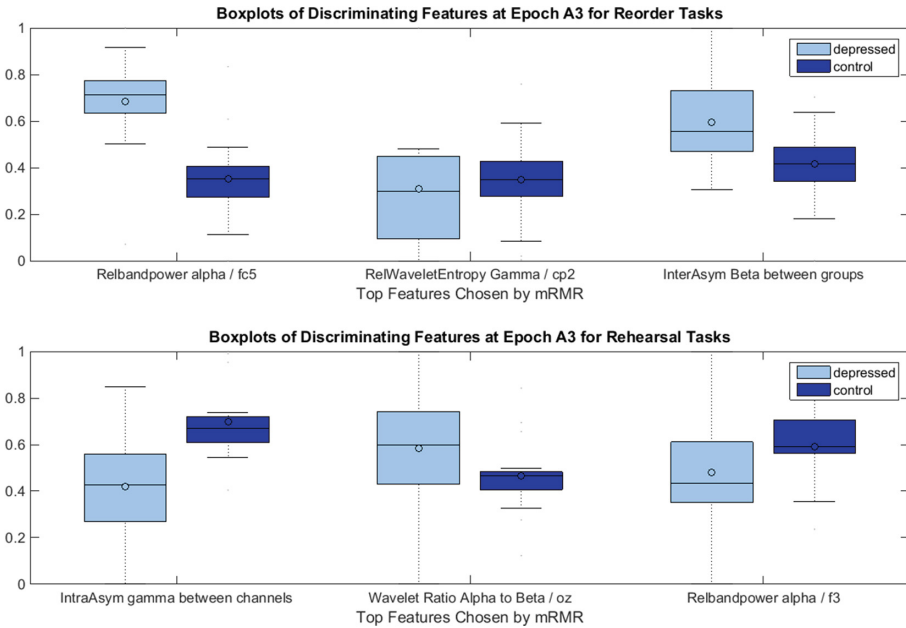 Boxplots of Discriminating Features at Epoch A3 for Reorder Tasks
1
0.8
0.6
0.4
0.2
0
depressed
control
Relbandpower alpha / fc5
RelWaveletEntropy Gamma / cp2
InterAsym Beta between groups
Top Features Chosen by mRMR
Boxplots of Discriminating Features at Epoch A3 for Rehearsal Tasks
1
0.8
0.6
0.4
0.2
0
depressed
control
IntraAsym gamma between channels
Wavelet Ratio Alpha to Beta / oz
Relbandpower alpha / f3
Top Features Chosen by mRMR